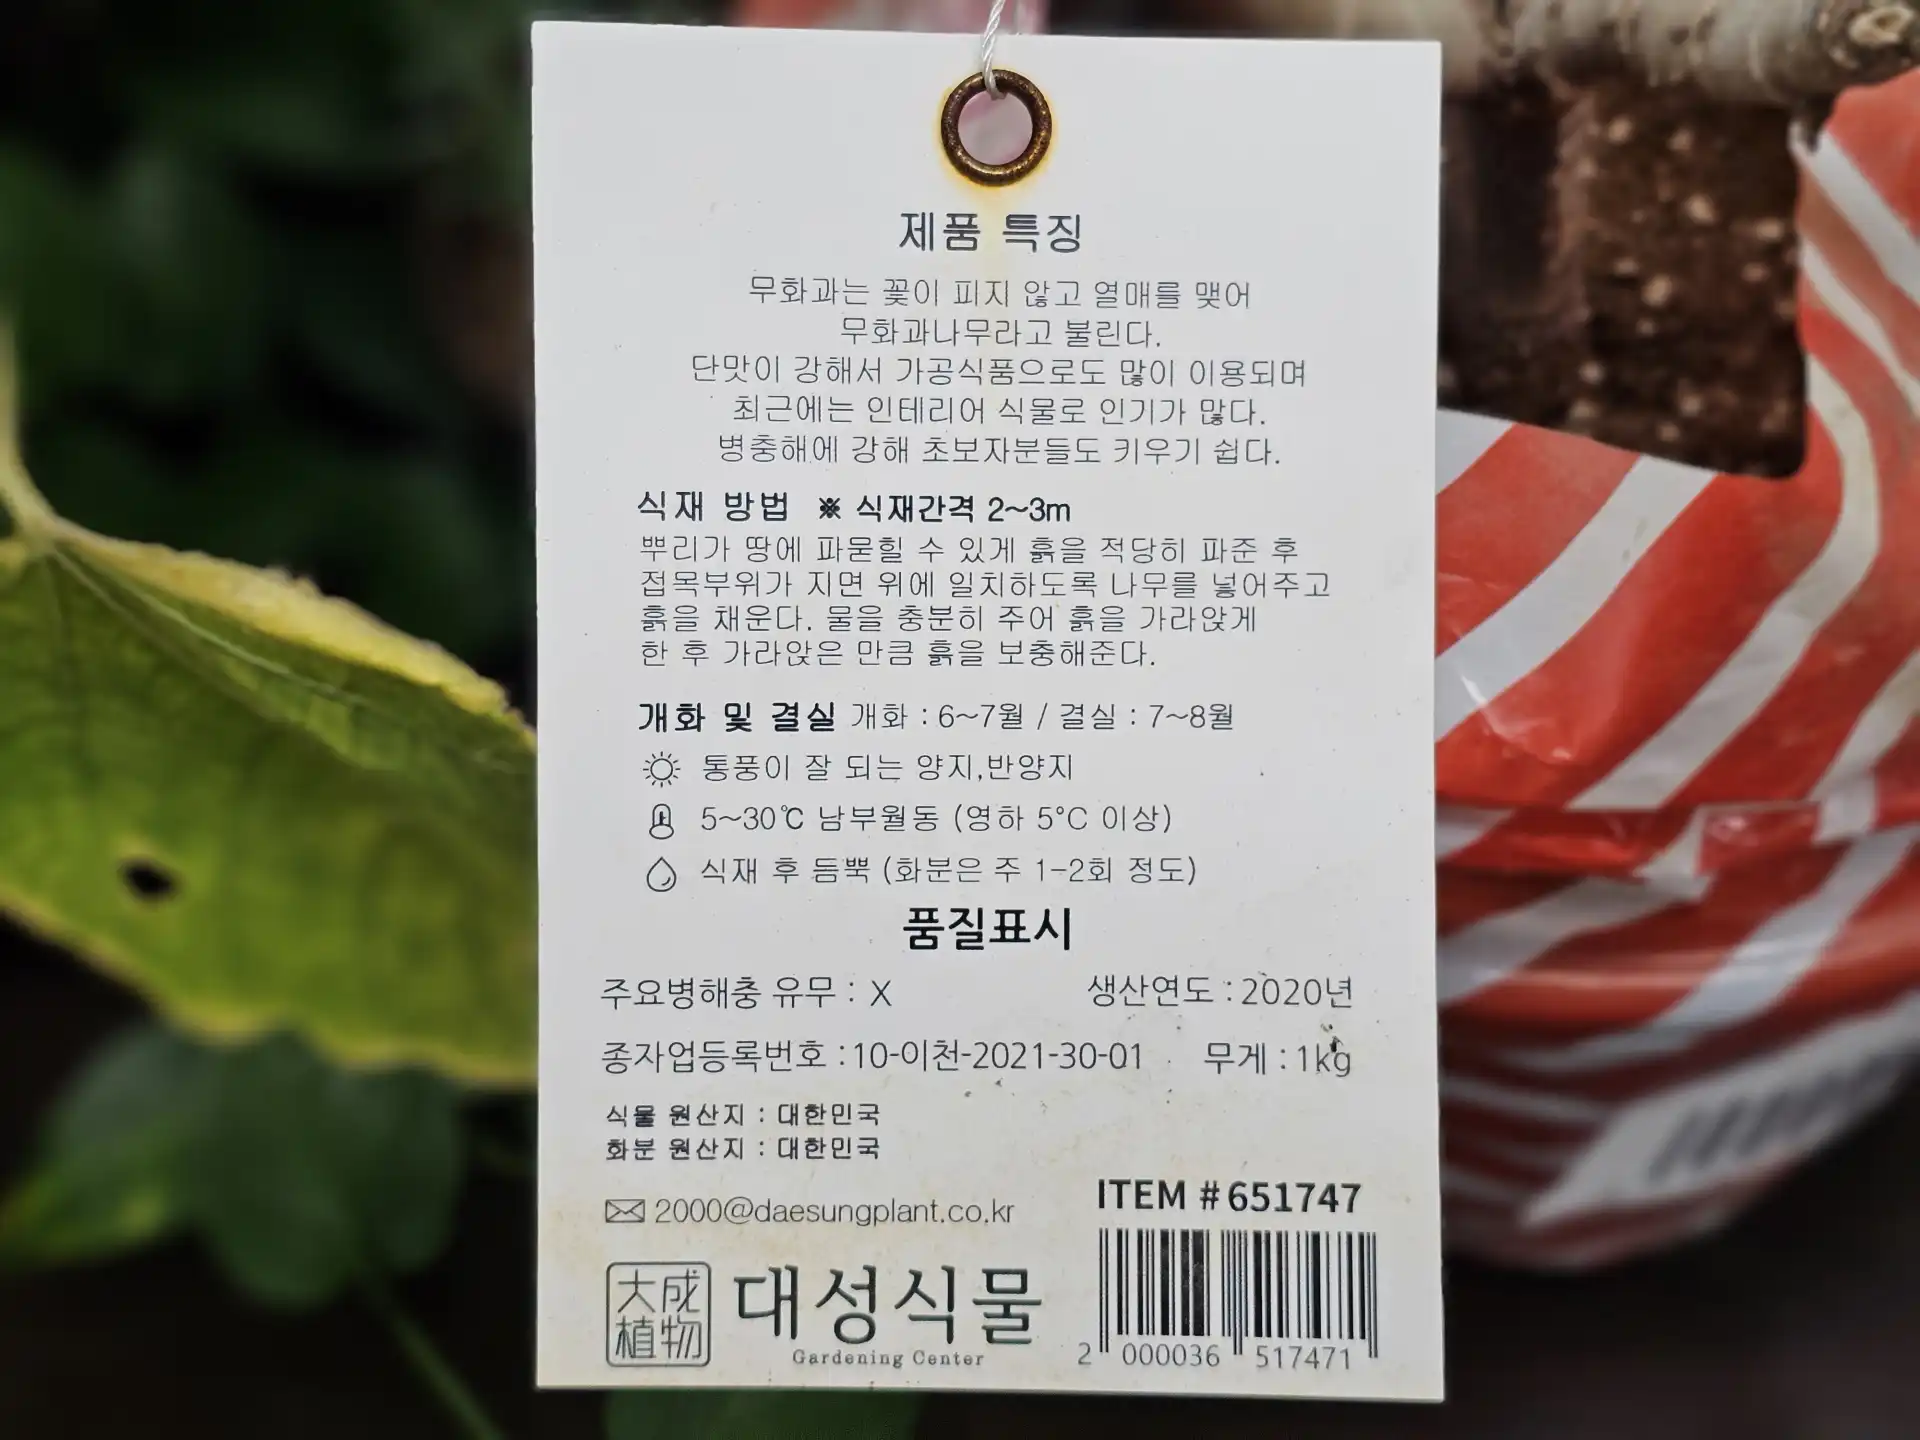 제품 특징
무화과는 꽃이 피지 않고 열매를 맺어
무화과나무라고 불린다.
단맛이 강해서 가공식품으로도 많이 이용되며
최근에는 인테리어 식물로 인기가 많다.
병충해에 강해 초보자분들도 키우기 쉽다.
식재 방법 ※ 식재간격 2~3m
뿌리가 땅에 파묻힐 수 있게 흙을 적당히 파준 후
접목부위가 지면 위에 일치하도록 나무를 넣어주고
흙을 채운다. 물을 충분히 주어 흙을 가라앉게
한 후 가라앉은 만큼 흙을 보충해준다.
개화 및 결실 개화 : 6~7월 / 결실 : 7~8월
통풍이 잘 되는 양지,반양지
5~30℃ 남부월동 (영하 5°C 이상)
식재 후 듬뿍 (화분은 주 1-2회 정도)
품질표시
주요병해충 유무 : X 생산연도 : 2020년
종자업등록번호 : 10-이천-2021-30-01 무게 : 1kg
식물 원산지 : 대한민국
화분 원산지 : 대한민국
2000@daesungplant.co.kr
ITEM #651747
大成
植物
대성식물
Gardening Center
2 000036 517471